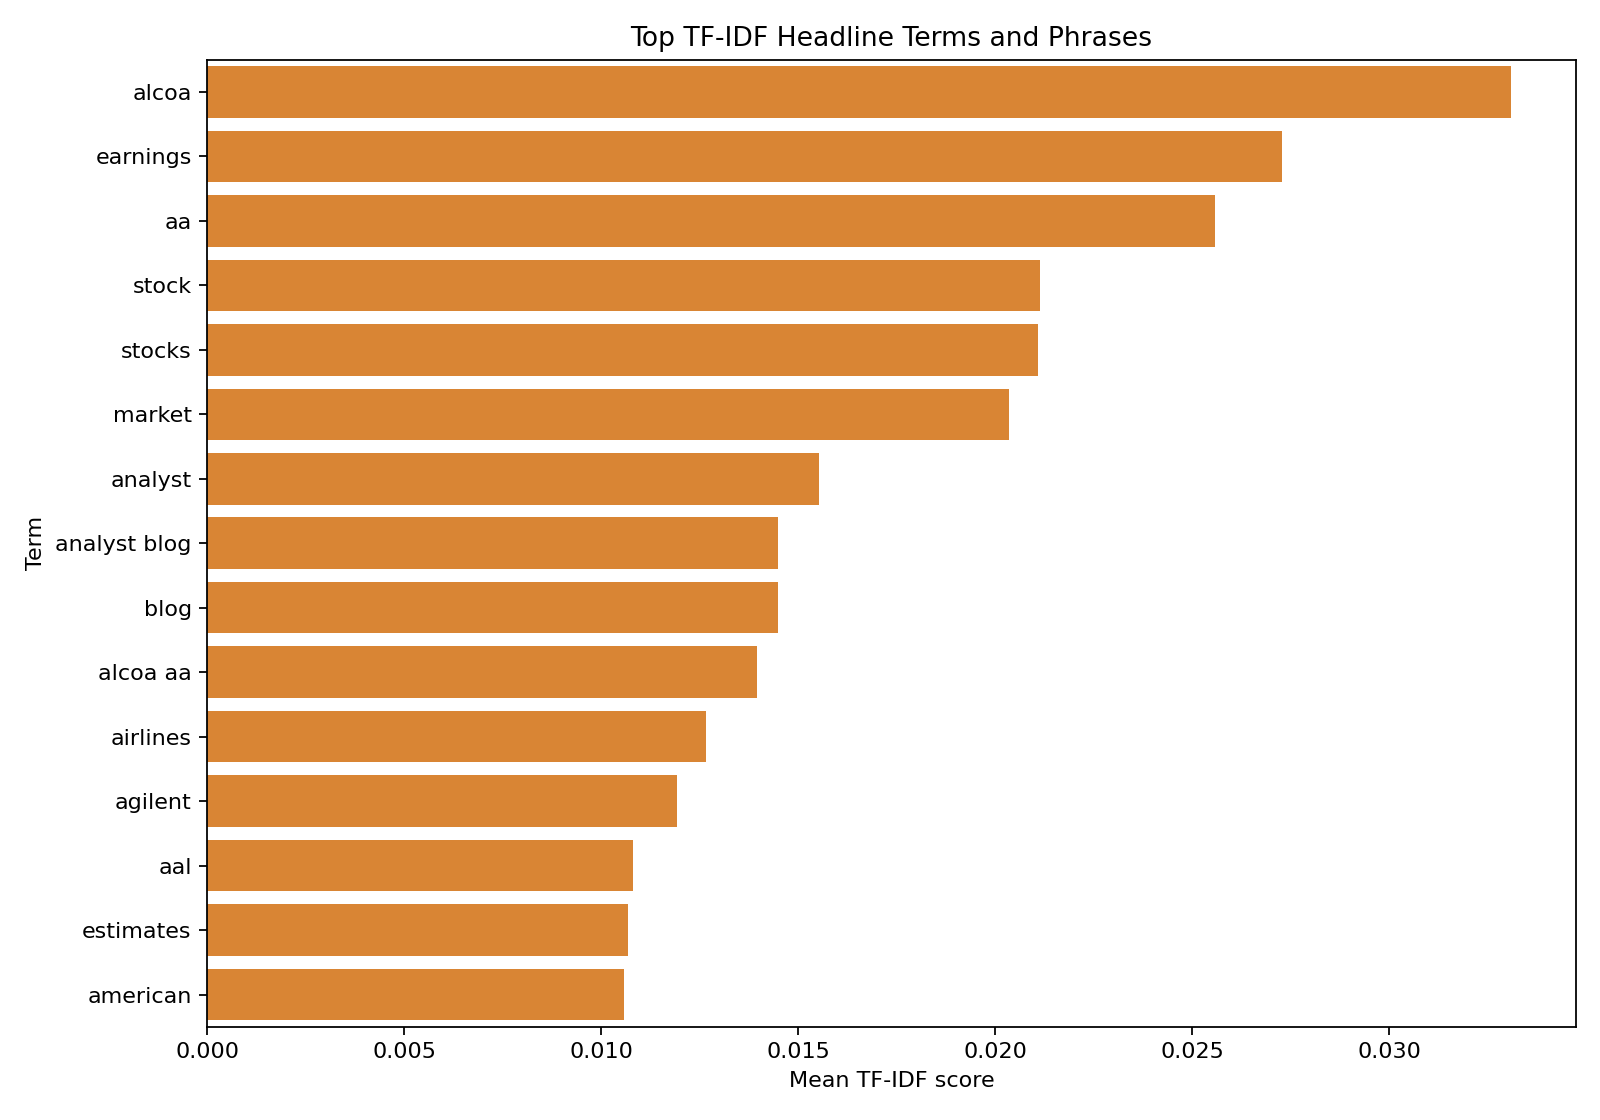 Top TF-IDF Headline Terms and Phrases
alcoa
earnings
aa
stock
stocks
market
analyst
analyst blog
blog
alcoa aa
airlines
agilent
aal
estimates
american
Term
0.000 0.005 0.010 0.015 0.020 0.025 0.030
Mean TF-IDF score